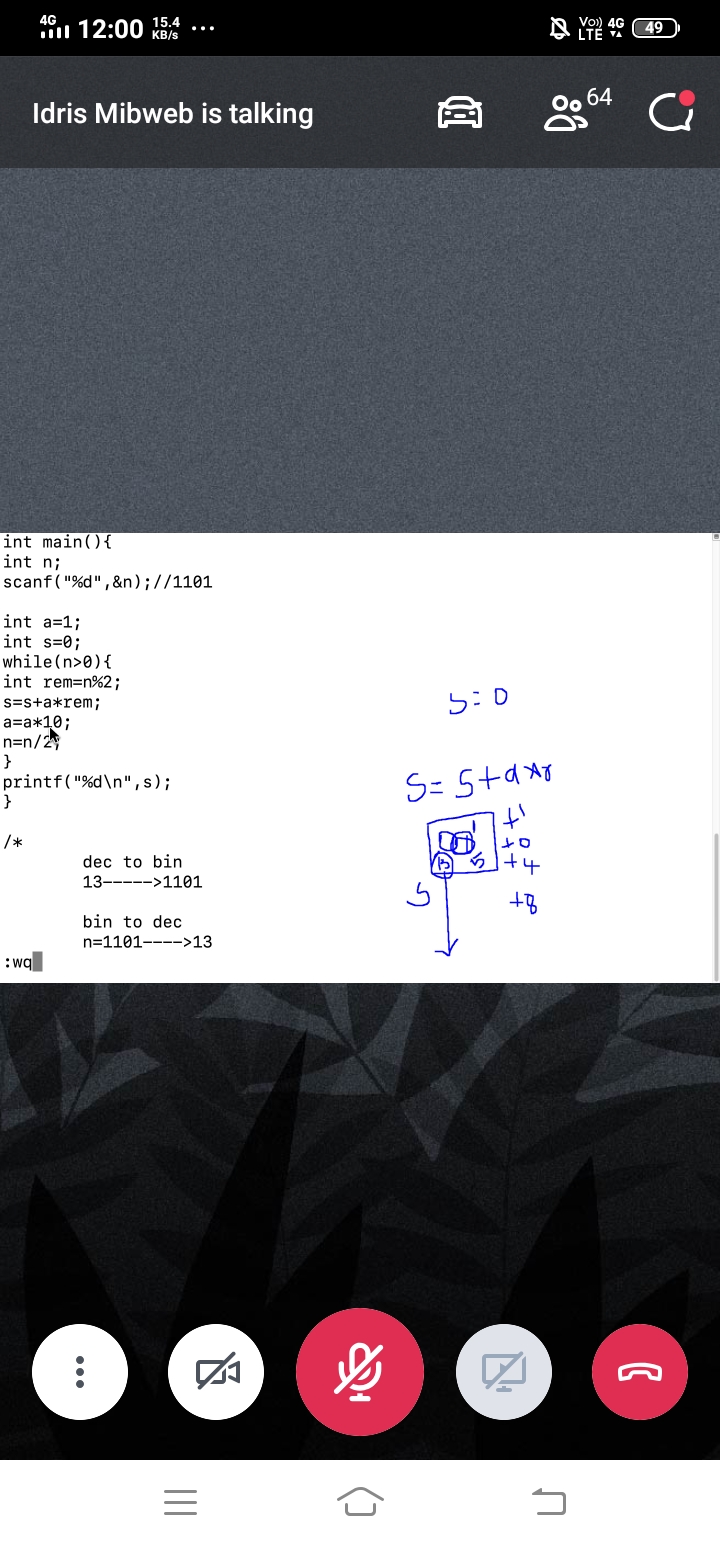 4G 12:00 15.4 KB/s ... Vo) LTE 4G 49
Idris Mibweb is talking 64
int main(){
int n;
scanf("%d",&n);//1101
int a=1;
int s=0;
while(n>0){
int rem=n%2;
s=s+a*rem;
a=a*10;
n=n/2;
}
printf("%d\n",s);
}
/*
dec to bin
13----->1101
bin to dec
n=1101---->13
:wq
s=0
S=S+a*r
+1
+0
+4
13 5
S
+8